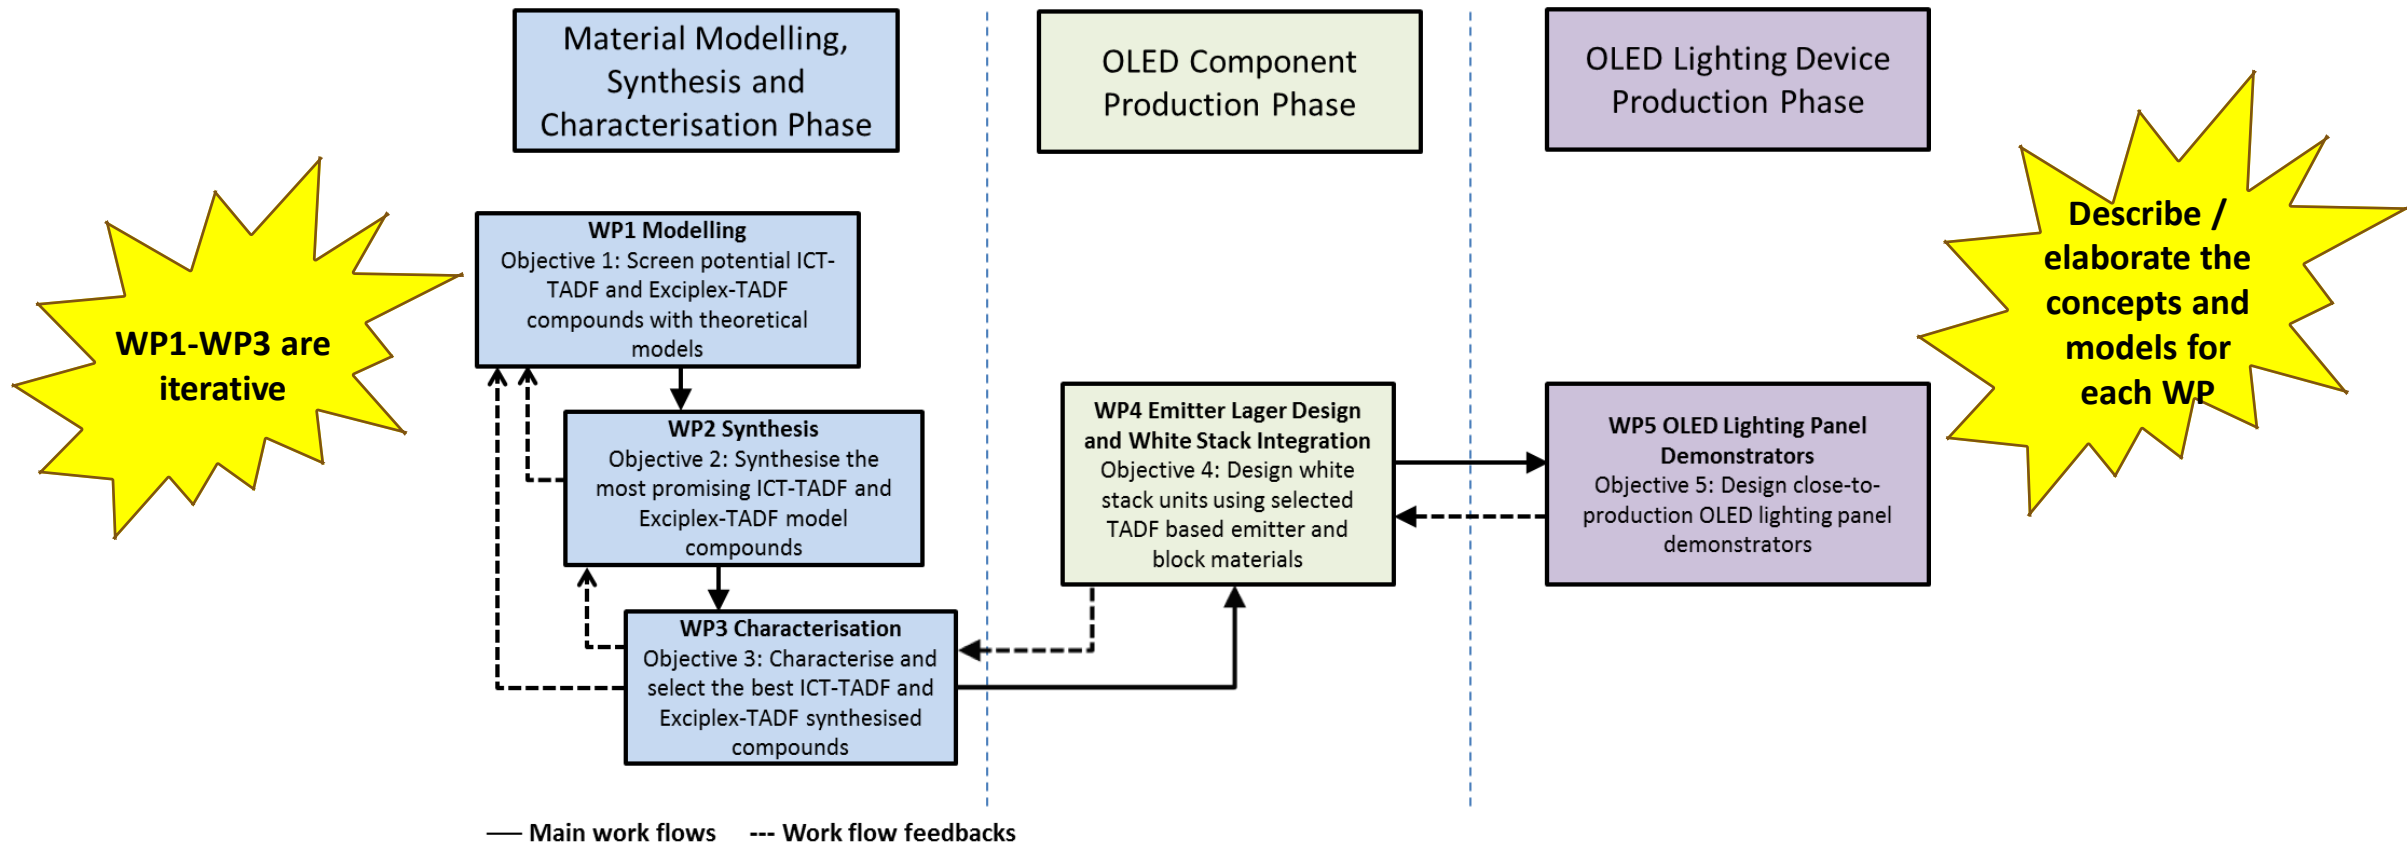 Material Modelling,
Synthesis and
Characterisation Phase
OLED Component
Production Phase
OLED Lighting Device
Production Phase
WP1-WP3 are
iterative
WP1 Modelling
Objective 1: Screen potential ICT-
TADF and Exciplex-TADF
compounds with theoretical
models
WP2 Synthesis
Objective 2: Synthesise the
most promising ICT-TADF and
Exciplex-TADF model
compounds
WP3 Characterisation
Objective 3: Characterise and
select the best ICT-TADF and
Exciplex-TADF synthesised
compounds
WP4 Emitter Lager Design
and White Stack Integration
Objective 4: Design white
stack units using selected
TADF based emitter and
block materials
WP5 OLED Lighting Panel
Demonstrators
Objective 5: Design close-to-
production OLED lighting panel
demonstrators
Describe /
elaborate the
concepts and
models for
each WP
— Main work flows
--- Work flow feedbacks